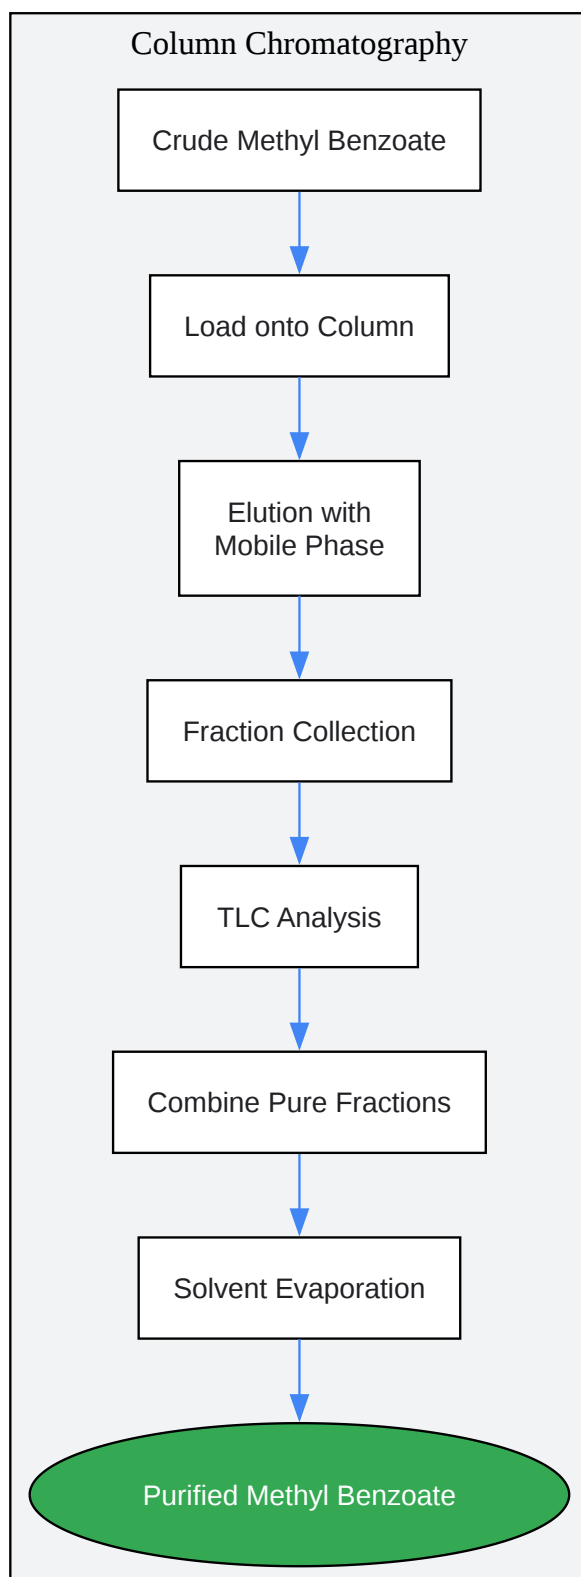 Column Chromatography
Crude Methyl Benzoate
Load onto Column
Elution with
Mobile Phase
Fraction Collection
TLC Analysis
Combine Pure Fractions
Solvent Evaporation
Purified Methyl Benzoate